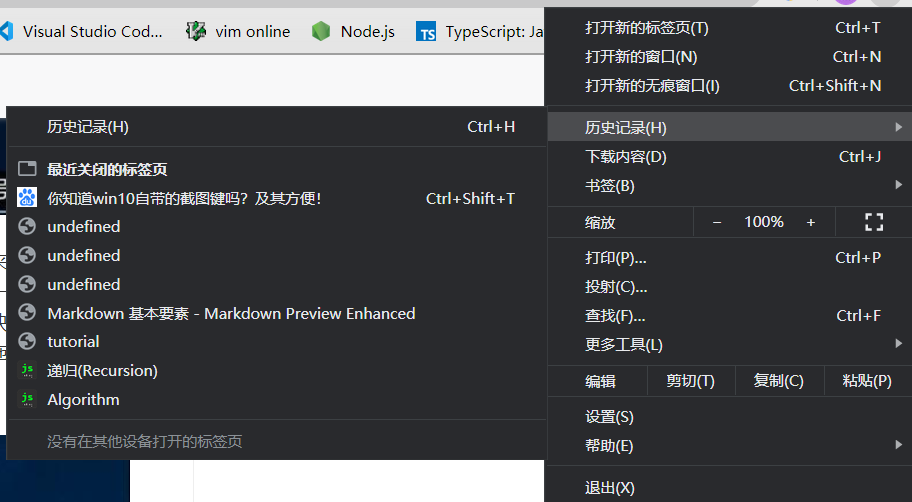 Visual Studio Cod...
vim online
Node.js
TS
TypeScript: Ja
打开新的标签页(T) Ctrl+T
打开新的窗口(N) Ctrl+N
打开新的无痕窗口(I) Ctrl+Shift+N
历史记录(H)
下载内容(D) Ctrl+J
书签(B)
缩放 − 100% +
打印(P)... Ctrl+P
投射(C)...
查找(F)... Ctrl+F
更多工具(L)
编辑 剪切(T) 复制(C) 粘贴(P)
设置(S)
帮助(E)
退出(X)
历史记录(H) Ctrl+H
最近关闭的标签页
你知道win10自带的截图键吗？及其方便！ Ctrl+Shift+T
undefined
undefined
undefined
Markdown 基本要素 - Markdown Preview Enhanced
tutorial
js 递归(Recursion)
js Algorithm
没有在其他设备打开的标签页